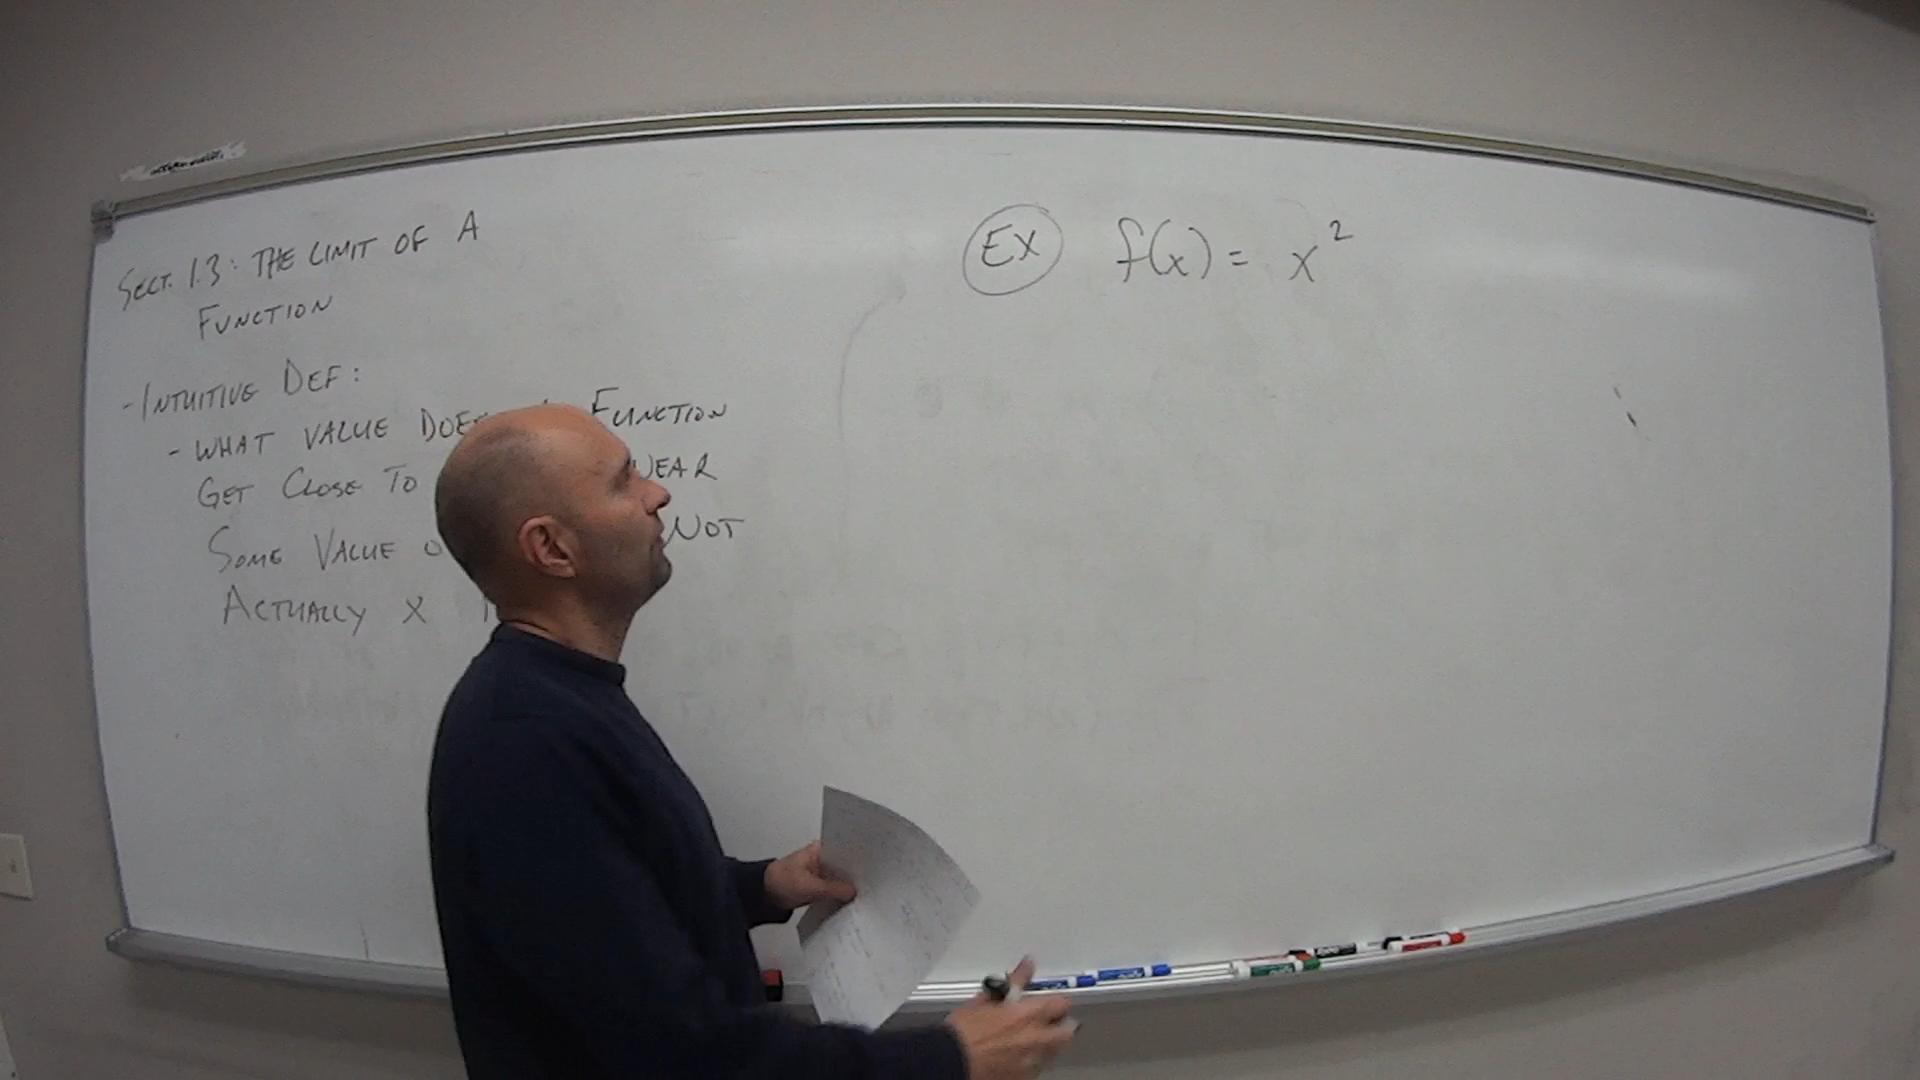 SECT. 1.3: THE LIMIT OF A
FUNCTION
- INTUITIVE DEF:
- WHAT VALUE FUNCTION
GET CLOSE TO NEAR
SOME VALUE NOT
ACTUALLY X
EX f(x) = x²